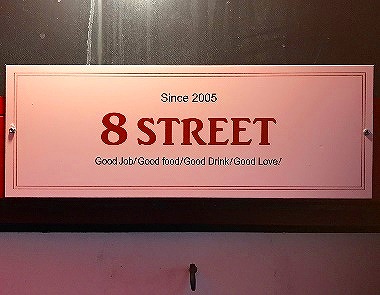 Since 2005
8 STREET
Good Job/Good food/Good Drink/Good Love/